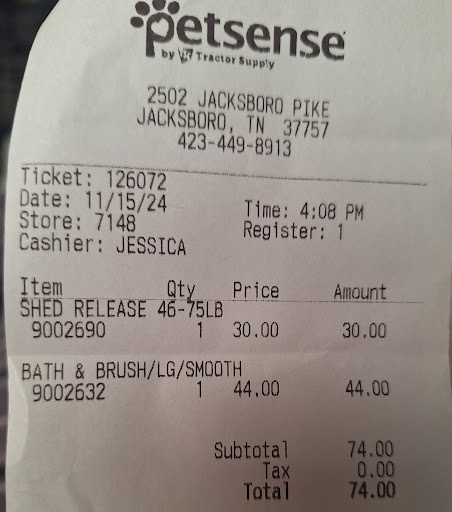 petsense
by Tractor Supply
2502 JACKSBORO PIKE
JACKSBORO, TN 37757
423-449-8913
Ticket: 126072
Date: 11/15/24 Time: 4:08 PM
Store: 7148 Register: 1
Cashier: JESSICA
Item Qty Price Amount
SHED RELEASE 46-75LB
9002690 1 30.00 30.00
BATH & BRUSH/LG/SMOOTH
9002632 1 44.00 44.00
Subtotal 74.00
Tax 0.00
Total 74.00